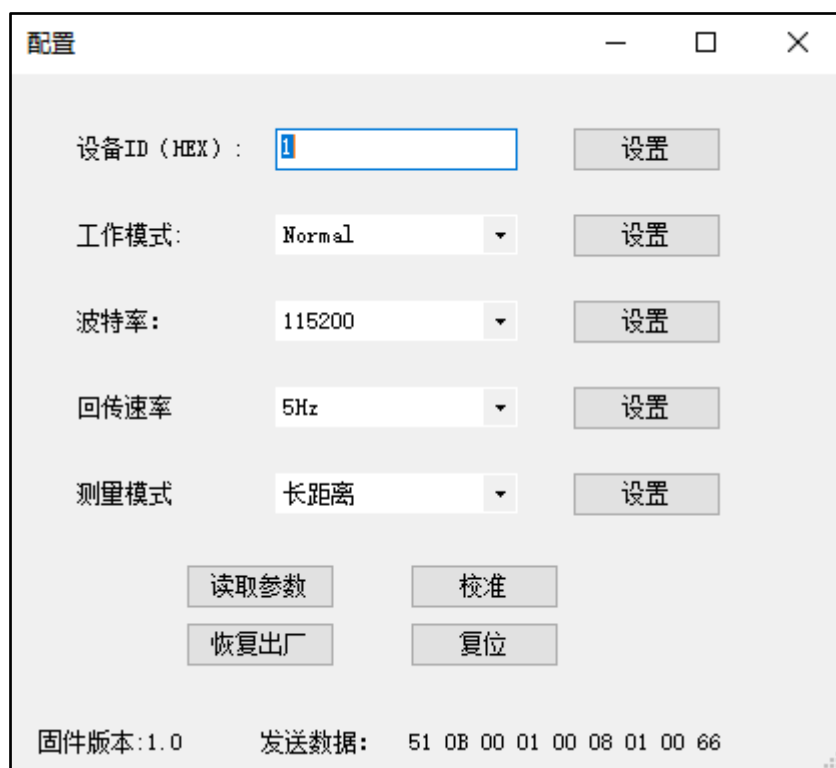 配置
设备ID（HEX）: 1 设置
工作模式: Normal 设置
波特率: 115200 设置
回传速率 5Hz 设置
测量模式 长距离 设置
读取参数 校准
恢复出厂 复位
固件版本:1.0 发送数据: 51 0B 00 01 00 08 01 00 66